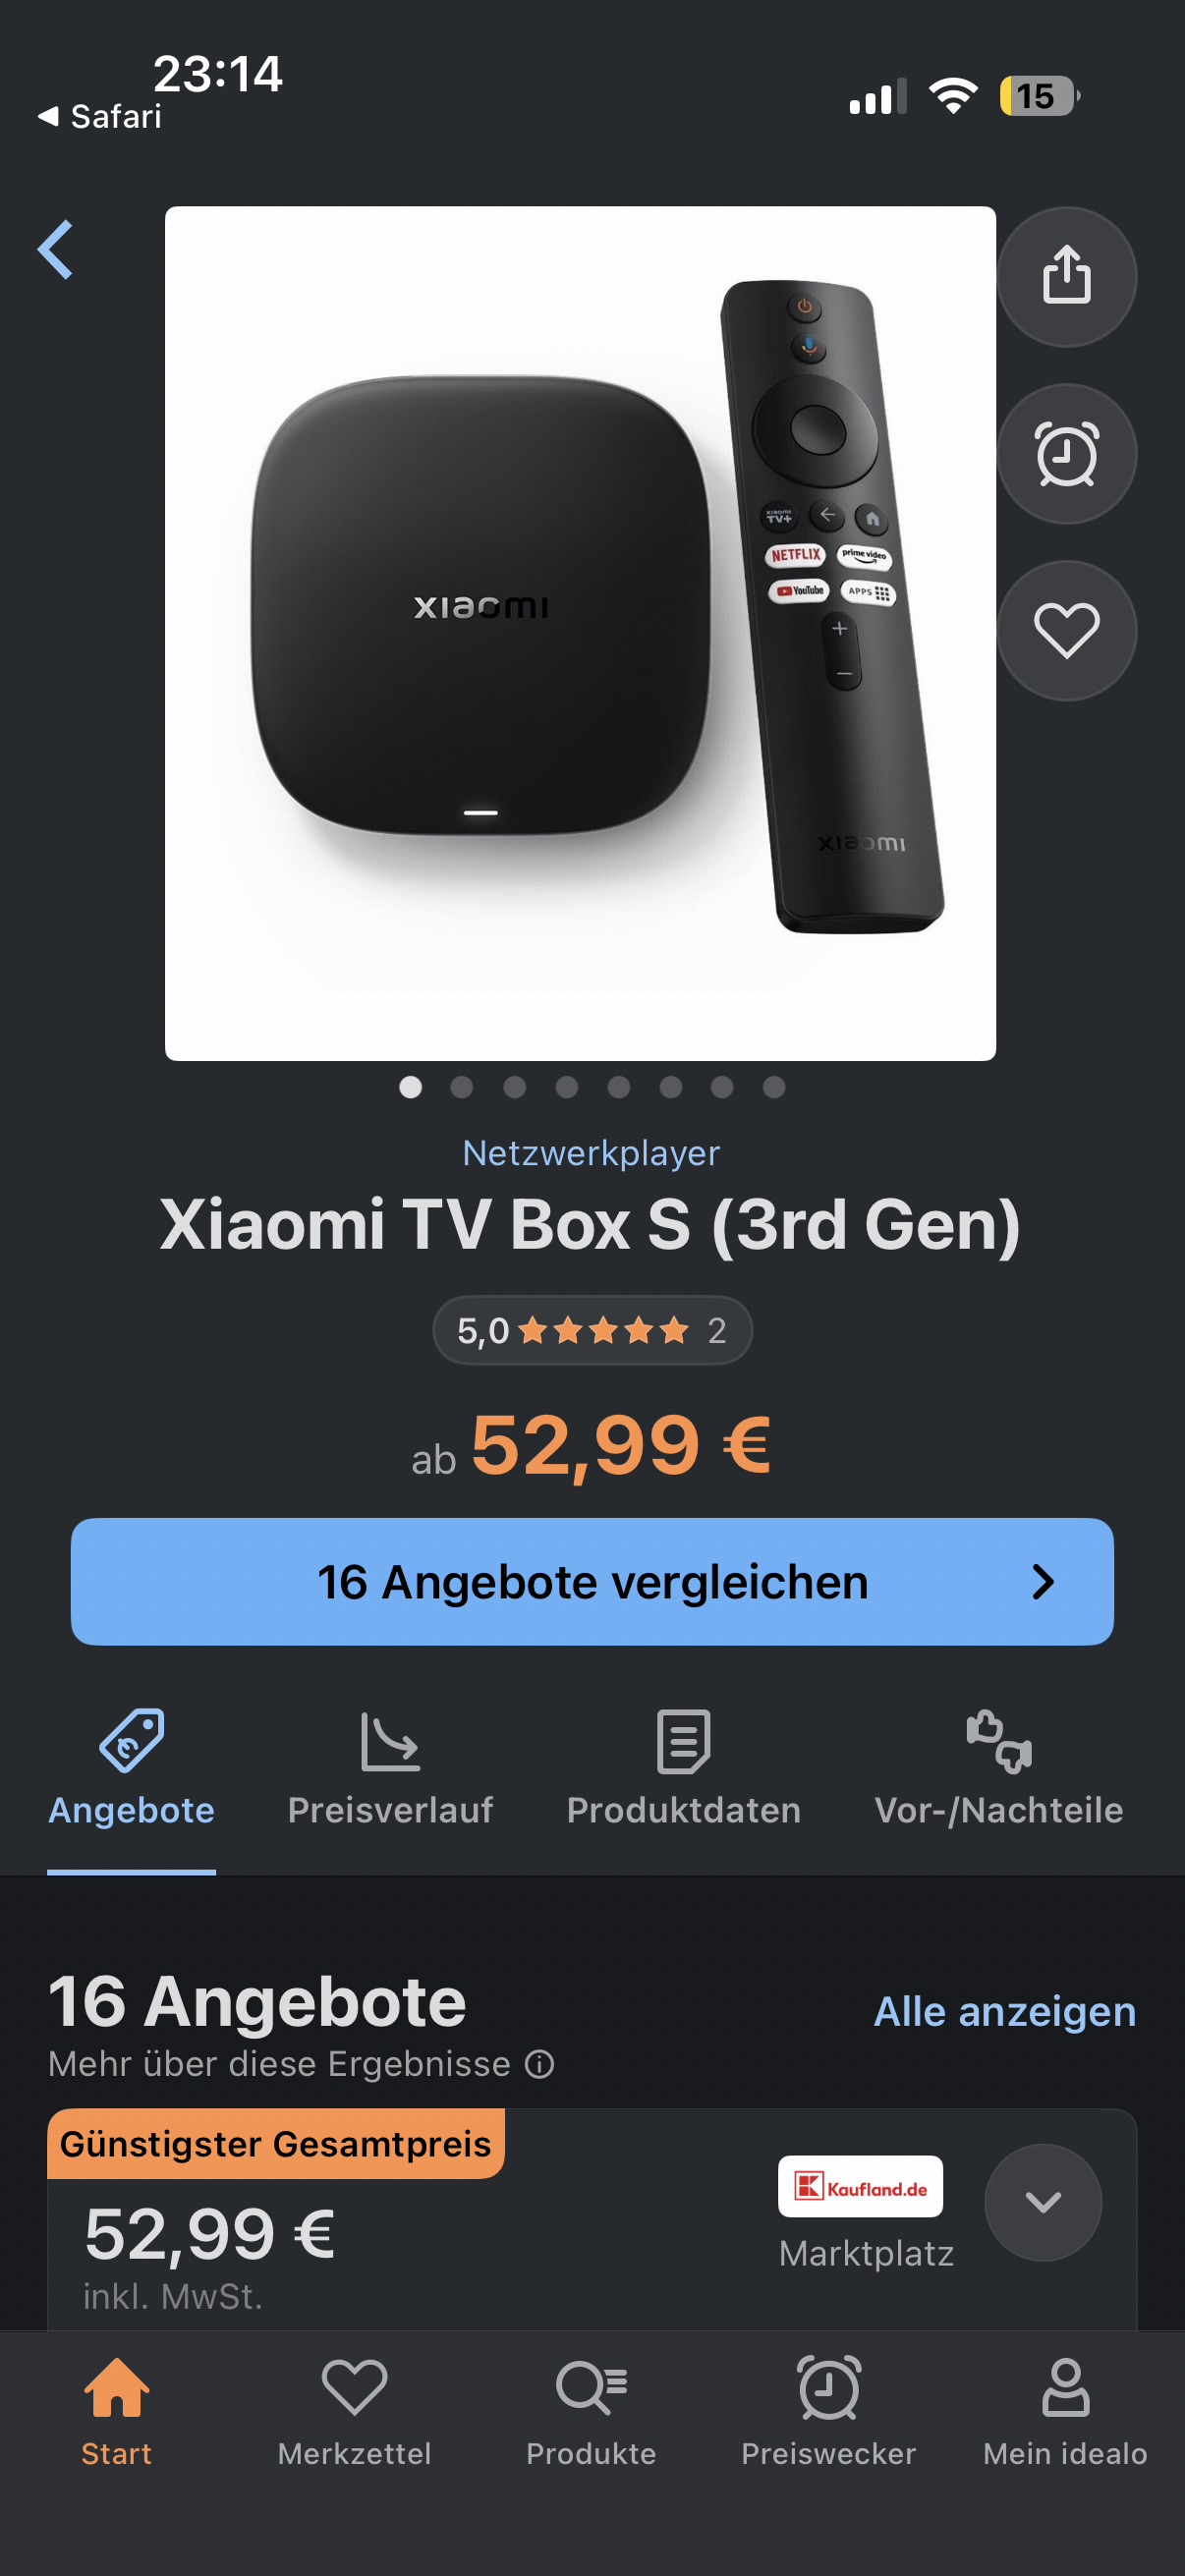 23:14
Safari
15
xiaomi
XIAOMI
TV+
NETFLIX
prime video
YouTube
APPS
+
−
xiaomi
Netzwerkplayer
Xiaomi TV Box S (3rd Gen)
5,0 ★★★★★ 2
ab 52,99 €
16 Angebote vergleichen
Angebote Preisverlauf Produktdaten Vor-/Nachteile
16 Angebote Alle anzeigen
Mehr über diese Ergebnisse
Günstigster Gesamtpreis
K Kaufland.de
52,99 €
Marktplatz
inkl. MwSt.
Start Merkzettel Produkte Preiswecker Mein idealo